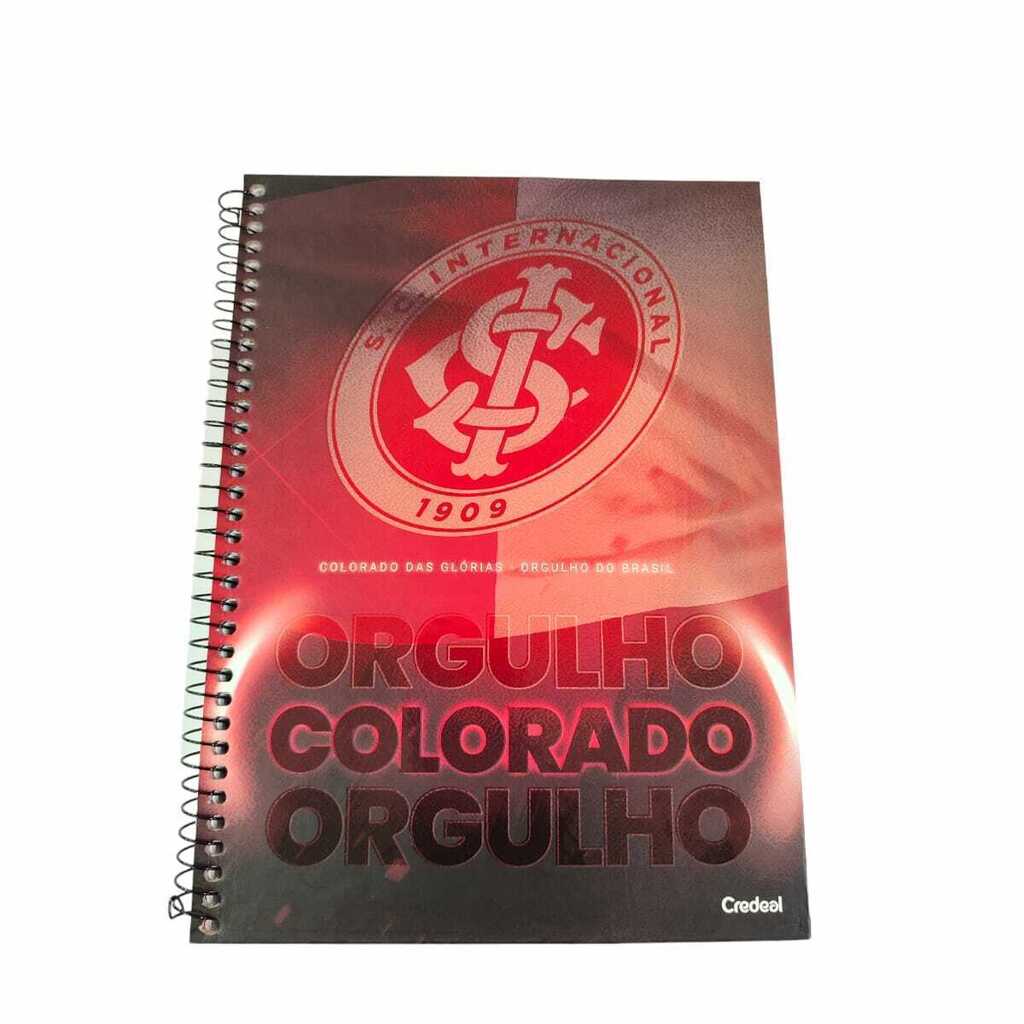 S. C. INTERNACIONAL
1909
COLORADO DAS GLÓRIAS - ORGULHO DO BRASIL
ORGULHO
COLORADO
ORGULHO
Credeal